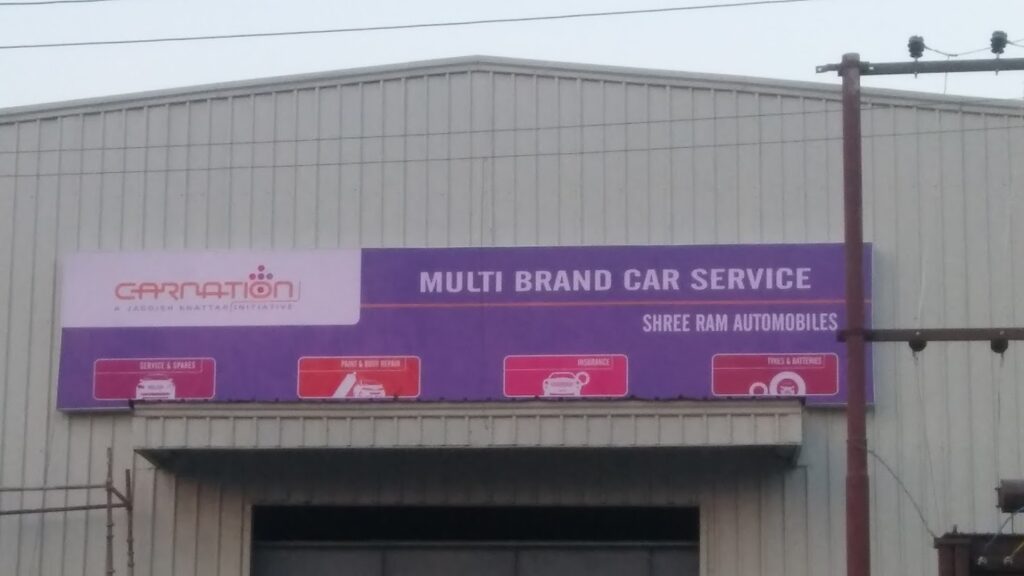 CARNATION
A JAGDISH KHATTAR INITIATIVE
MULTI BRAND CAR SERVICE
SHREE RAM AUTOMOBILES
SERVICE & SPARES
PAINT & BODY REPAIR
INSURANCE
TYRES & BATTERIES